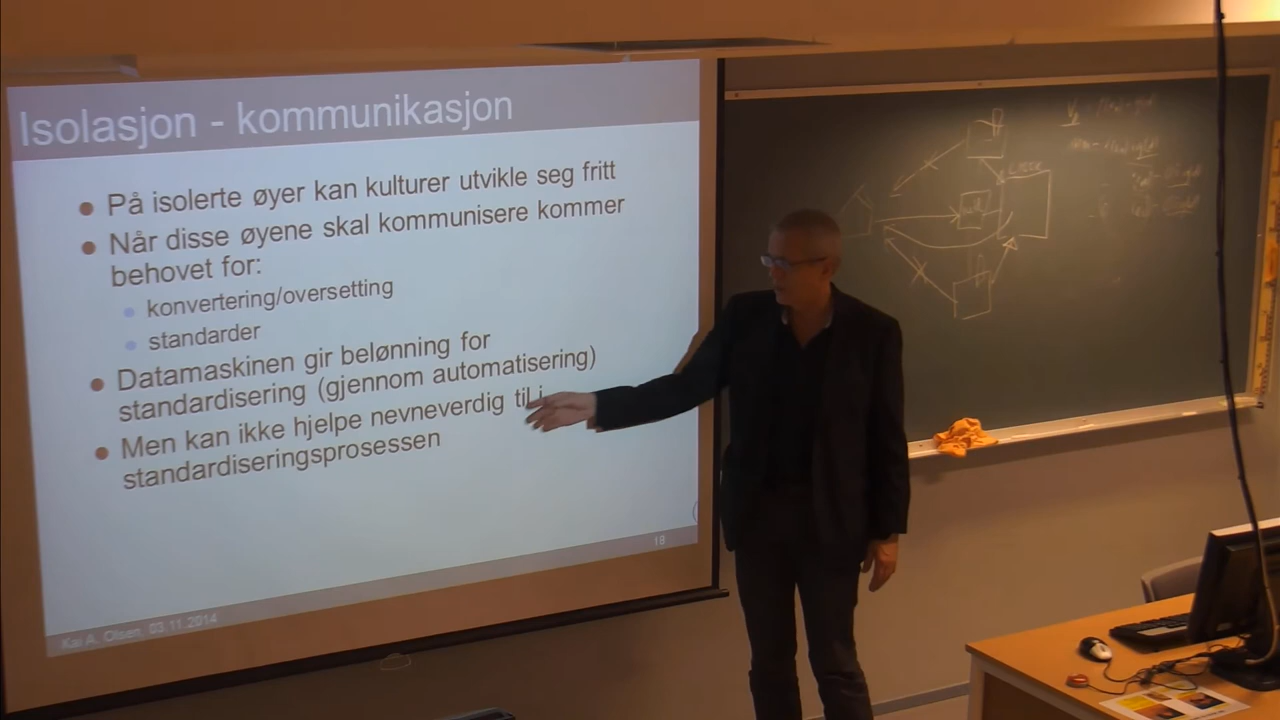 Isolasjon - kommunikasjon
På isolerte øyer kan kulturer utvikle seg fritt
Når disse øyene skal kommunisere kommer
behovet for:
konvertering/oversetting
standarder
Datamaskinen gir belønning for
standardisering (gjennom automatisering)
Men kan ikke hjelpe nevneverdig til i
standardiseringsprosessen
18
Kai A. Olsen, 03.11.2014